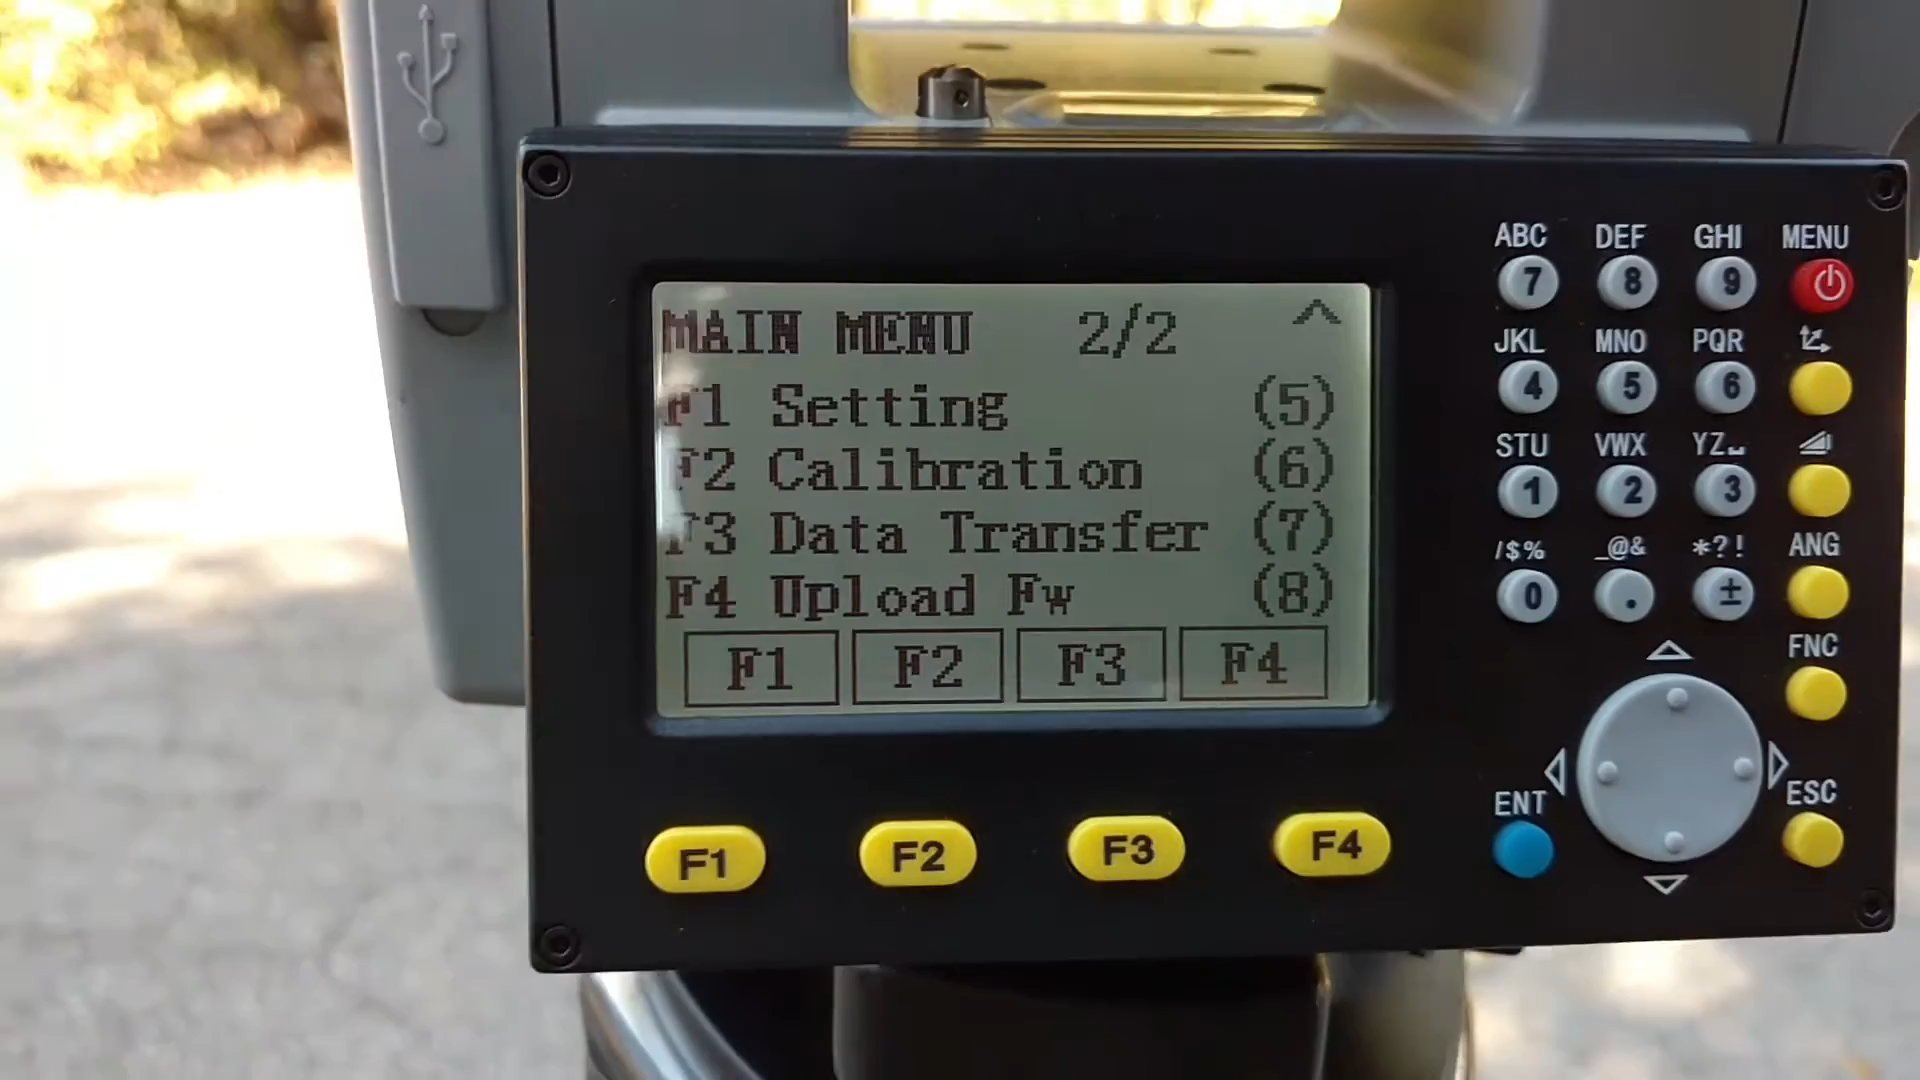 MAIN MENU 2/2
F1 Setting (5)
F2 Calibration (6)
F3 Data Transfer (7)
F4 Upload Fw (8)
F1 F2 F3 F4
F1 F2 F3 F4
ABC DEF GHI MENU
7 8 9
JKL MNO PQR
4 5 6
STU VWX YZ␣
1 2 3
/$% _@& *?! ANG
0 . ±
FNC
ENT ESC